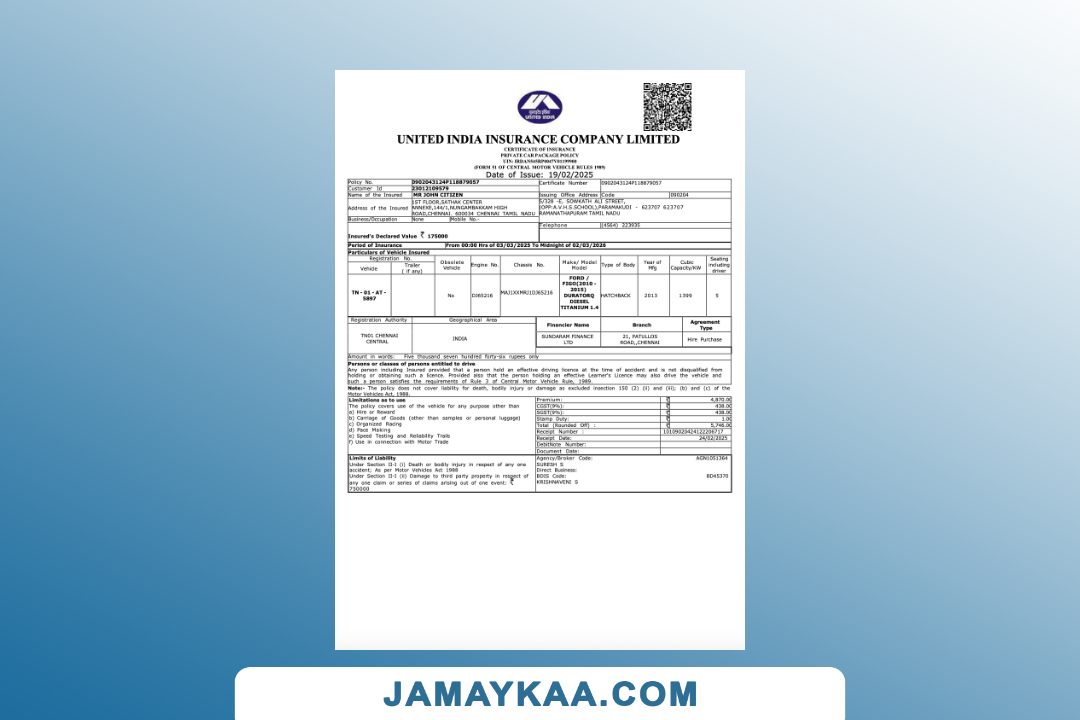 UNITED INDIA
UNITED INDIA INSURANCE COMPANY LIMITED
CERTIFICATE OF INSURANCE
PRIVATE CAR PACKAGE POLICY
(FORM 51 OF CENTRAL MOTOR VEHICLE RULES 1989)
Date of Issue: 19/02/2025
Policy No. 0902043124P118879057 Certificate Number 0902043124P118879057
Customer Id 23012109579
Name of the Insured MR JOHN CITIZEN Issuing Office Address Code 090204
Address of the Insured 1ST FLOOR,SATHAK CENTER
ANNEXE,144/1,NUNGAMBAKKAM HIGH
ROAD,CHENNAI, 600034 CHENNAI TAMIL NADU
5/328 -E, SOWKATH ALI STREET,
(OPP:A.V.H.S.SCHOOL),PARAMAKUDI - 623707 623707
RAMANATHAPURAM TAMIL NADU
Business/Occupation None Mobile No.-
Telephone (4564) 223935
Insured's Declared Value ₹ 175000
Period of Insurance From 00:00 Hrs of 03/03/2025 To Midnight of 02/03/2026
Particulars of Vehicle Insured
Registration No.
Vehicle Trailer ( if any) Obsolete Vehicle Engine No. Chassis No. Make/ Model Model Type of Body Year of Mfg Cubic Capacity/KW Seating including driver
TN - 01 - AT - 5897 No DJ65216 MAJ1XXMRJ1DJ65216 FORD / FIGO(2010 - 2015) DURATORQ DIESEL TITANIUM 1.4 HATCHBACK 2013 1399 5
Registration Authority Geographical Area Financier Name Branch Agreement Type
TN01 CHENNAI CENTRAL INDIA SUNDARAM FINANCE LTD 21, PATULLOS ROAD,,CHENNAI Hire Purchase
Amount in words: Five thousand seven hundred forty-six rupees only
Persons or classes of persons entitled to drive
Any person including Insured provided that a person held an effective driving licence at the time of accident and is not disqualified from
holding or obtaining such a licence. Provided also that the person holding an effective Learner's Licence may also drive the vehicle and
such a person satisfies the requirements of Rule 3 of Central Motor Vehicle Rule, 1989.
Note:- The policy does not cover liability for death, bodily injury or damage as excluded insection 150 (2) (i) and (ii); (b) and (c) of the
Motor Vehicles Act, 1988.
Limitations as to use
The policy covers use of the vehicle for any purpose other than
a) Hire or Reward
b) Carriage of Goods (other than samples or personal luggage)
c) Organized Racing
d) Pace Making
e) Speed Testing and Reliability Trails
f) Use in connection with Motor Trade
Premium: ₹ 4,870.00
CGST(9%): ₹ 438.00
SGST(9%): ₹ 438.00
Stamp Duty: ₹ 1.00
Total (Rounded Off) : ₹ 5,746.00
Receipt Number : 10109020424122206717
Receipt Date: 24/02/2025
DebitNote Number:
Document Date:
Limits of Liability
Under Section II-I (i) Death or bodily injury in respect of any one
accident; As per Motor Vehicles Act 1988
Under Section II-I (ii) Damage to third party property in respect of
any one claim or series of claims arising out of one event: ₹
750000
Agency/Broker Code: AGN1051364
SURESH S
Direct Business:
BDIS Code: BD45370
KRISHNAVENI S
JAMAYKAA.COM